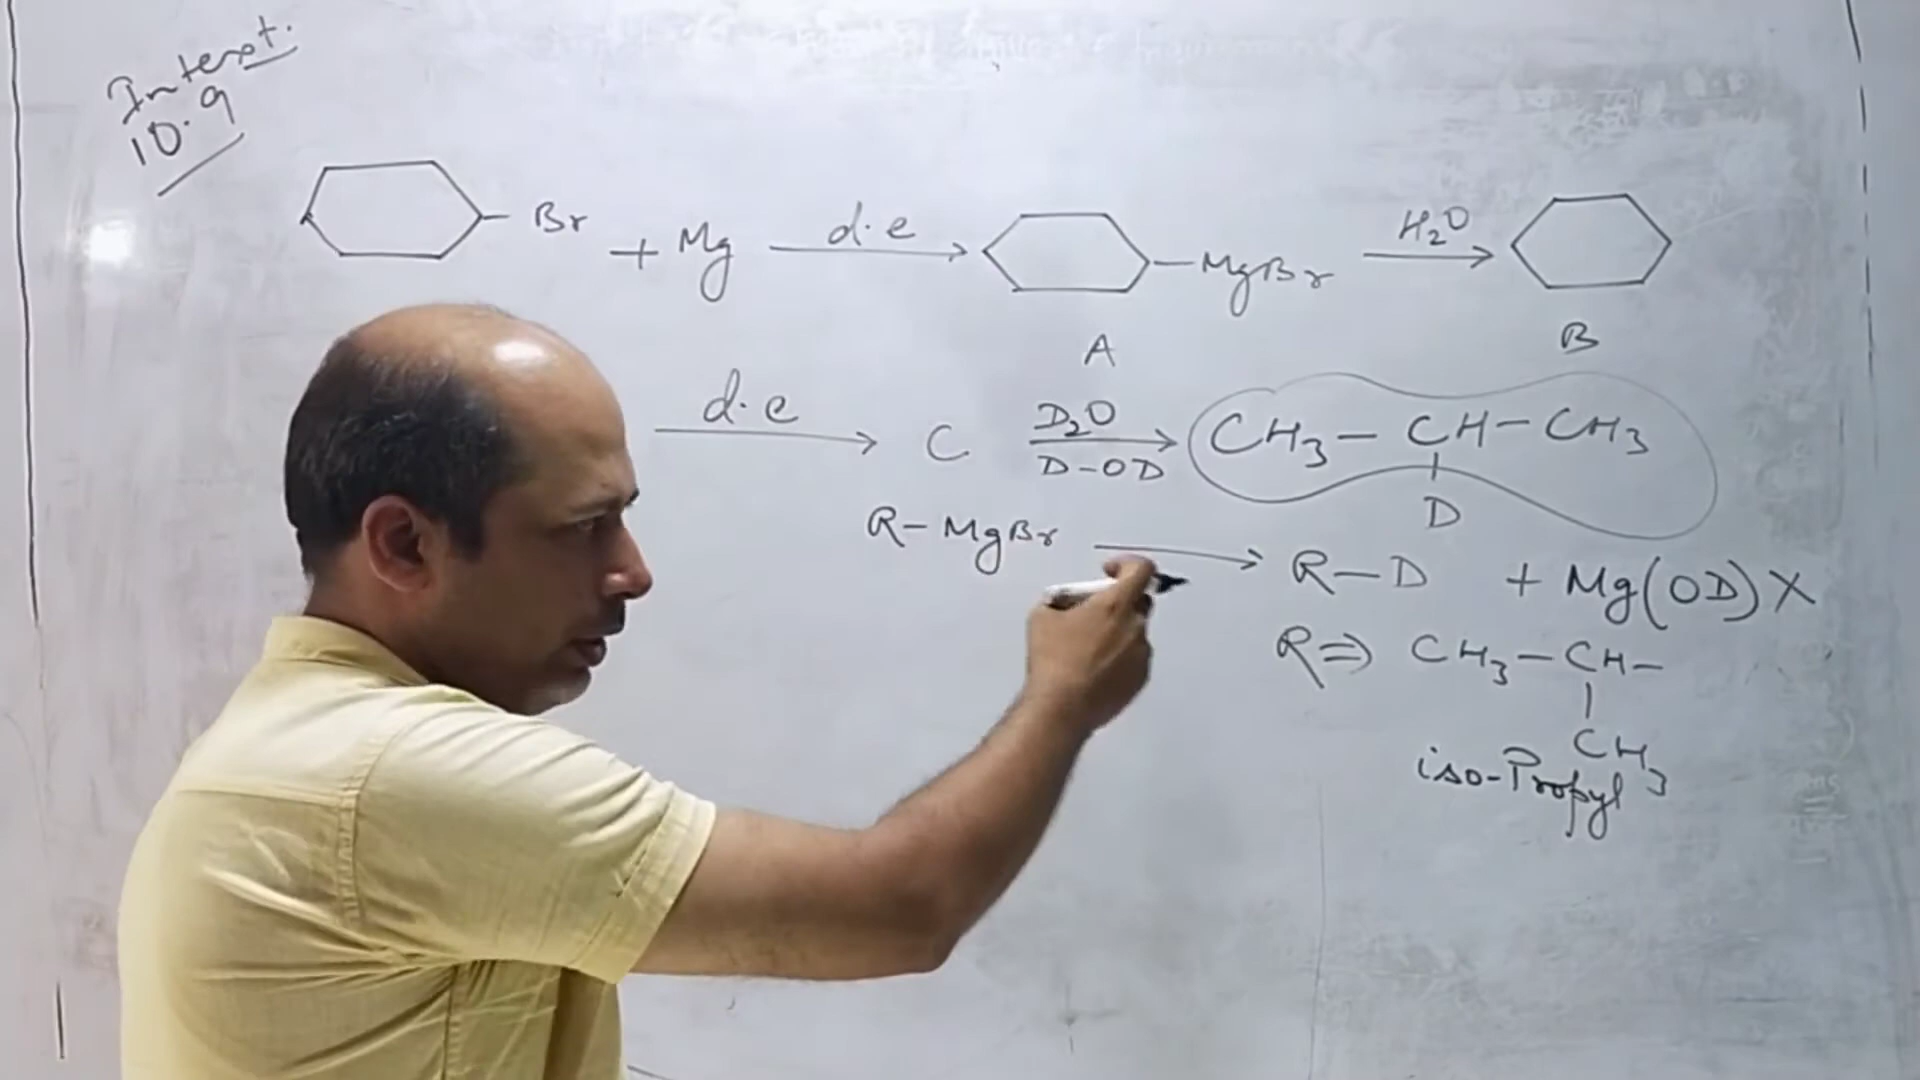 Intext.
10.9
Br + Mg d.e MgBr H2O
A B
d.e C D2O CH3 - CH - CH3
D-OD
D
R - MgBr R - D + Mg(OD)X
R ⇒ CH3 - CH -
CH3
iso-Propyl